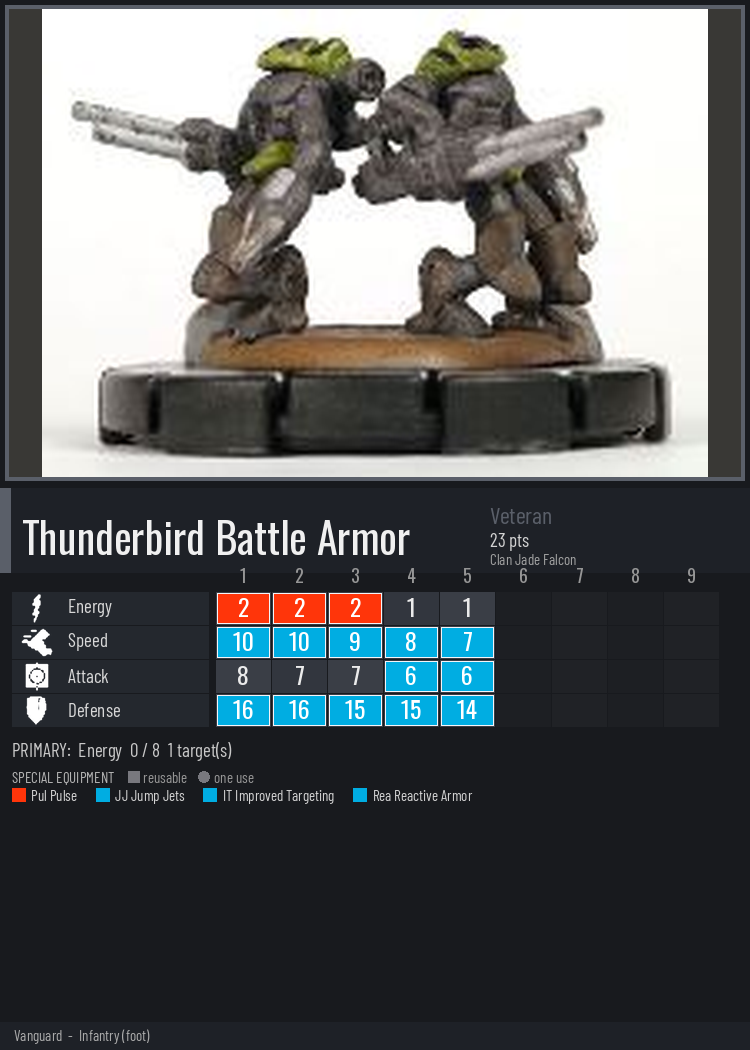 Thunderbird Battle Armor
Veteran
23 pts
Clan Jade Falcon
1 2 3 4 5 6 7 8 9
Energy 2 2 2 1 1
Speed 10 10 9 8 7
Attack 8 7 7 6 6
Defense 16 16 15 15 14
PRIMARY: Energy 0 / 8 1 target(s)
SPECIAL EQUIPMENT reusable one use
Pul Pulse JJ Jump Jets IT Improved Targeting Rea Reactive Armor
Vanguard - Infantry (foot)